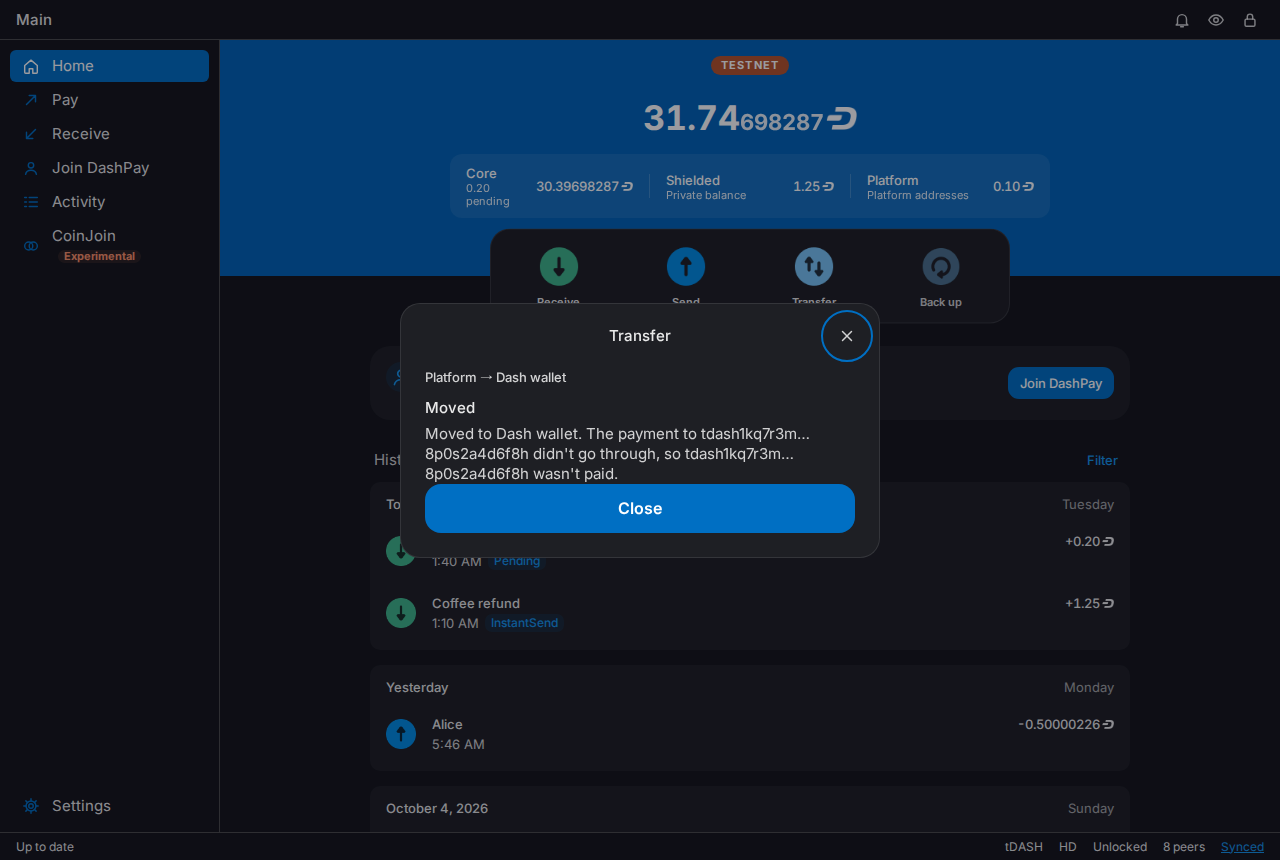 Main
Home
Pay
Receive
Join DashPay
Activity
CoinJoin
Experimental
Settings
TESTNET
31.74698287
Core
0.20
pending
30.39698287
Shielded
Private balance
1.25
Platform
Platform addresses
0.10
Receive
Send
Transfer
Back up
Transfer
Platform → Dash wallet
Moved
Moved to Dash wallet. The payment to tdash1kq7r3m…
8p0s2a4d6f8h didn't go through, so tdash1kq7r3m…
8p0s2a4d6f8h wasn't paid.
Close
Join DashPay
Filter
Tuesday
+0.20
1:40 AM Pending
Coffee refund
+1.25
1:10 AM InstantSend
Yesterday
Monday
Alice
-0.50000226
5:46 AM
October 4, 2026
Sunday
Up to date
tDASH
HD
Unlocked
8 peers
Synced